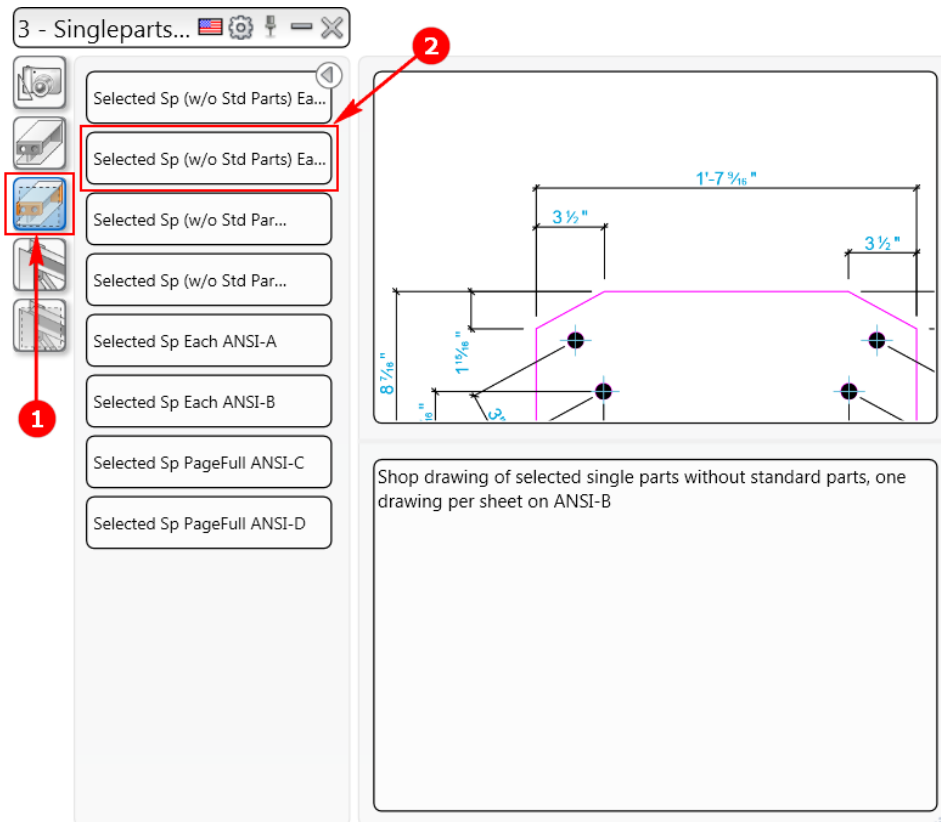 3 - Singleparts...
2
Selected Sp (w/o Std Parts) Ea...
Selected Sp (w/o Std Parts) Ea...
Selected Sp (w/o Std Par...
Selected Sp (w/o Std Par...
Selected Sp Each ANSI-A
Selected Sp Each ANSI-B
Selected Sp PageFull ANSI-C
Selected Sp PageFull ANSI-D
1
1'-7 9⁄16 "
3 ½ "
3 ½ "
8 7⁄16 "
1 15⁄16 "
16 "
3"
Shop drawing of selected single parts without standard parts, one
drawing per sheet on ANSI-B